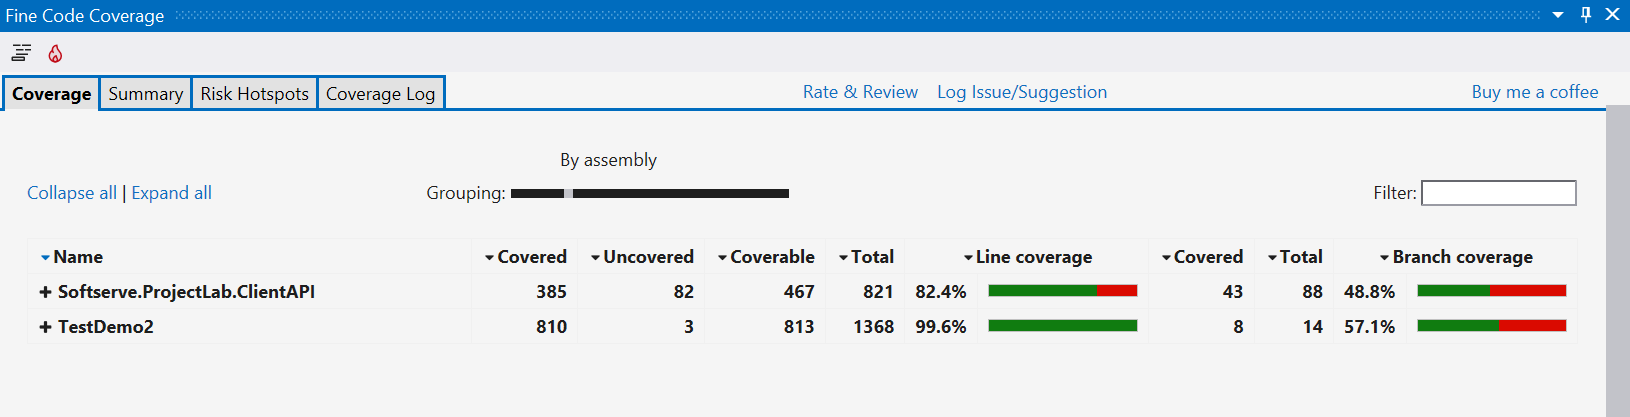 Fine Code Coverage
Coverage Summary Risk Hotspots Coverage Log Rate & Review Log Issue/Suggestion Buy me a coffee
By assembly
Collapse all | Expand all Grouping: Filter:
Name Covered Uncovered Coverable Total Line coverage Covered Total Branch coverage
Softserve.ProjectLab.ClientAPI 385 82 467 821 82.4% 43 88 48.8%
TestDemo2 810 3 813 1368 99.6% 8 14 57.1%